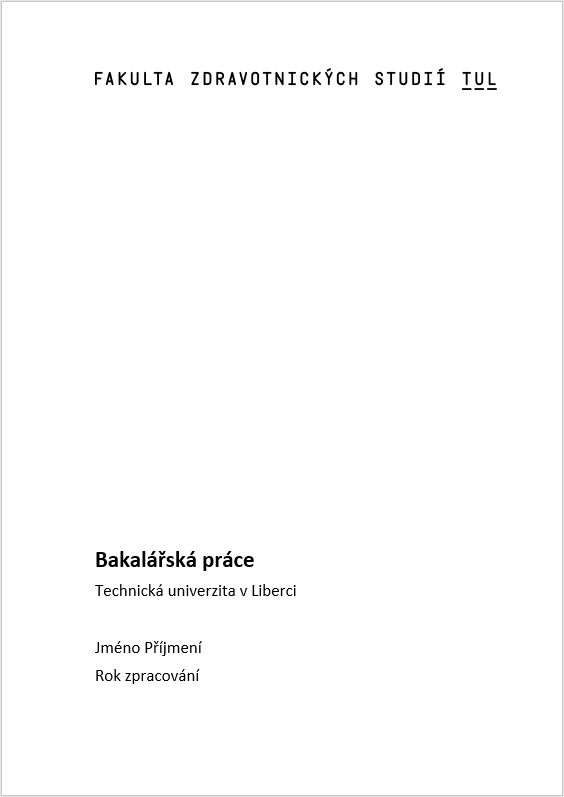 FAKULTA ZDRAVOTNICKÝCH STUDIÍ TUL
Bakalářská práce
Technická univerzita v Liberci
Jméno Příjmení
Rok zpracování